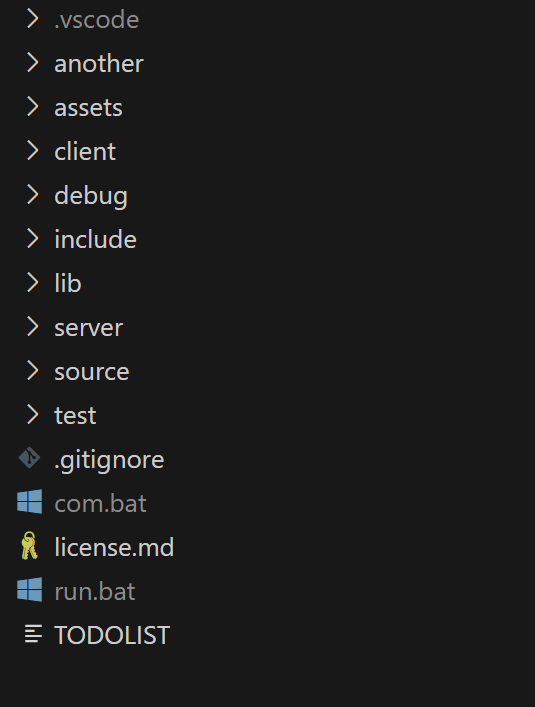 .vscode
another
assets
client
debug
include
lib
server
source
test
.gitignore
com.bat
license.md
run.bat
TODOLIST